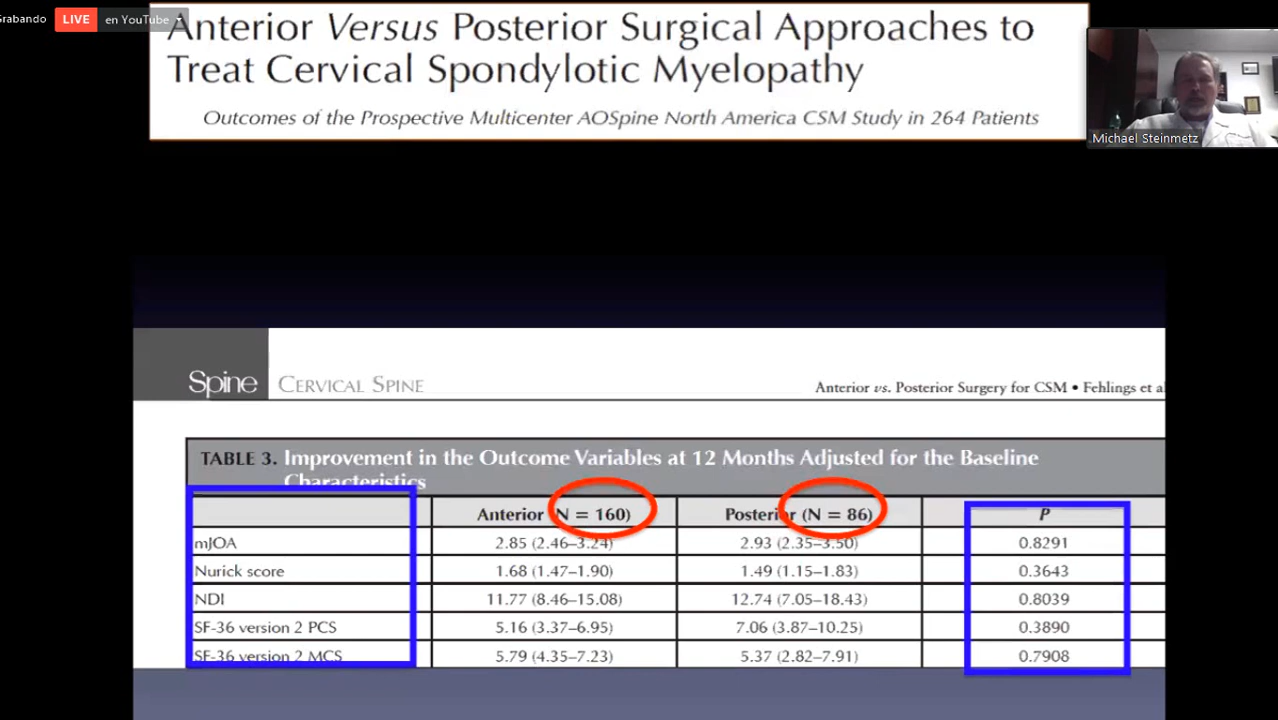 Grabando LIVE en YouTube
Anterior Versus Posterior Surgical Approaches to
Treat Cervical Spondylotic Myelopathy
Outcomes of the Prospective Multicenter AOSpine North America CSM Study in 264 Patients
Michael Steinmetz
Spine CERVICAL SPINE
Anterior vs. Posterior Surgery for CSM • Fehlings et al
TABLE 3. Improvement in the Outcome Variables at 12 Months Adjusted for the Baseline
Characteristics
Anterior (N = 160) Posterior (N = 86) P
mJOA 2.85 (2.46–3.24) 2.93 (2.35–3.50) 0.8291
Nurick score 1.68 (1.47–1.90) 1.49 (1.15–1.83) 0.3643
NDI 11.77 (8.46–15.08) 12.74 (7.05–18.43) 0.8039
SF-36 version 2 PCS 5.16 (3.37–6.95) 7.06 (3.87–10.25) 0.3890
SF-36 version 2 MCS 5.79 (4.35–7.23) 5.37 (2.82–7.91) 0.7908